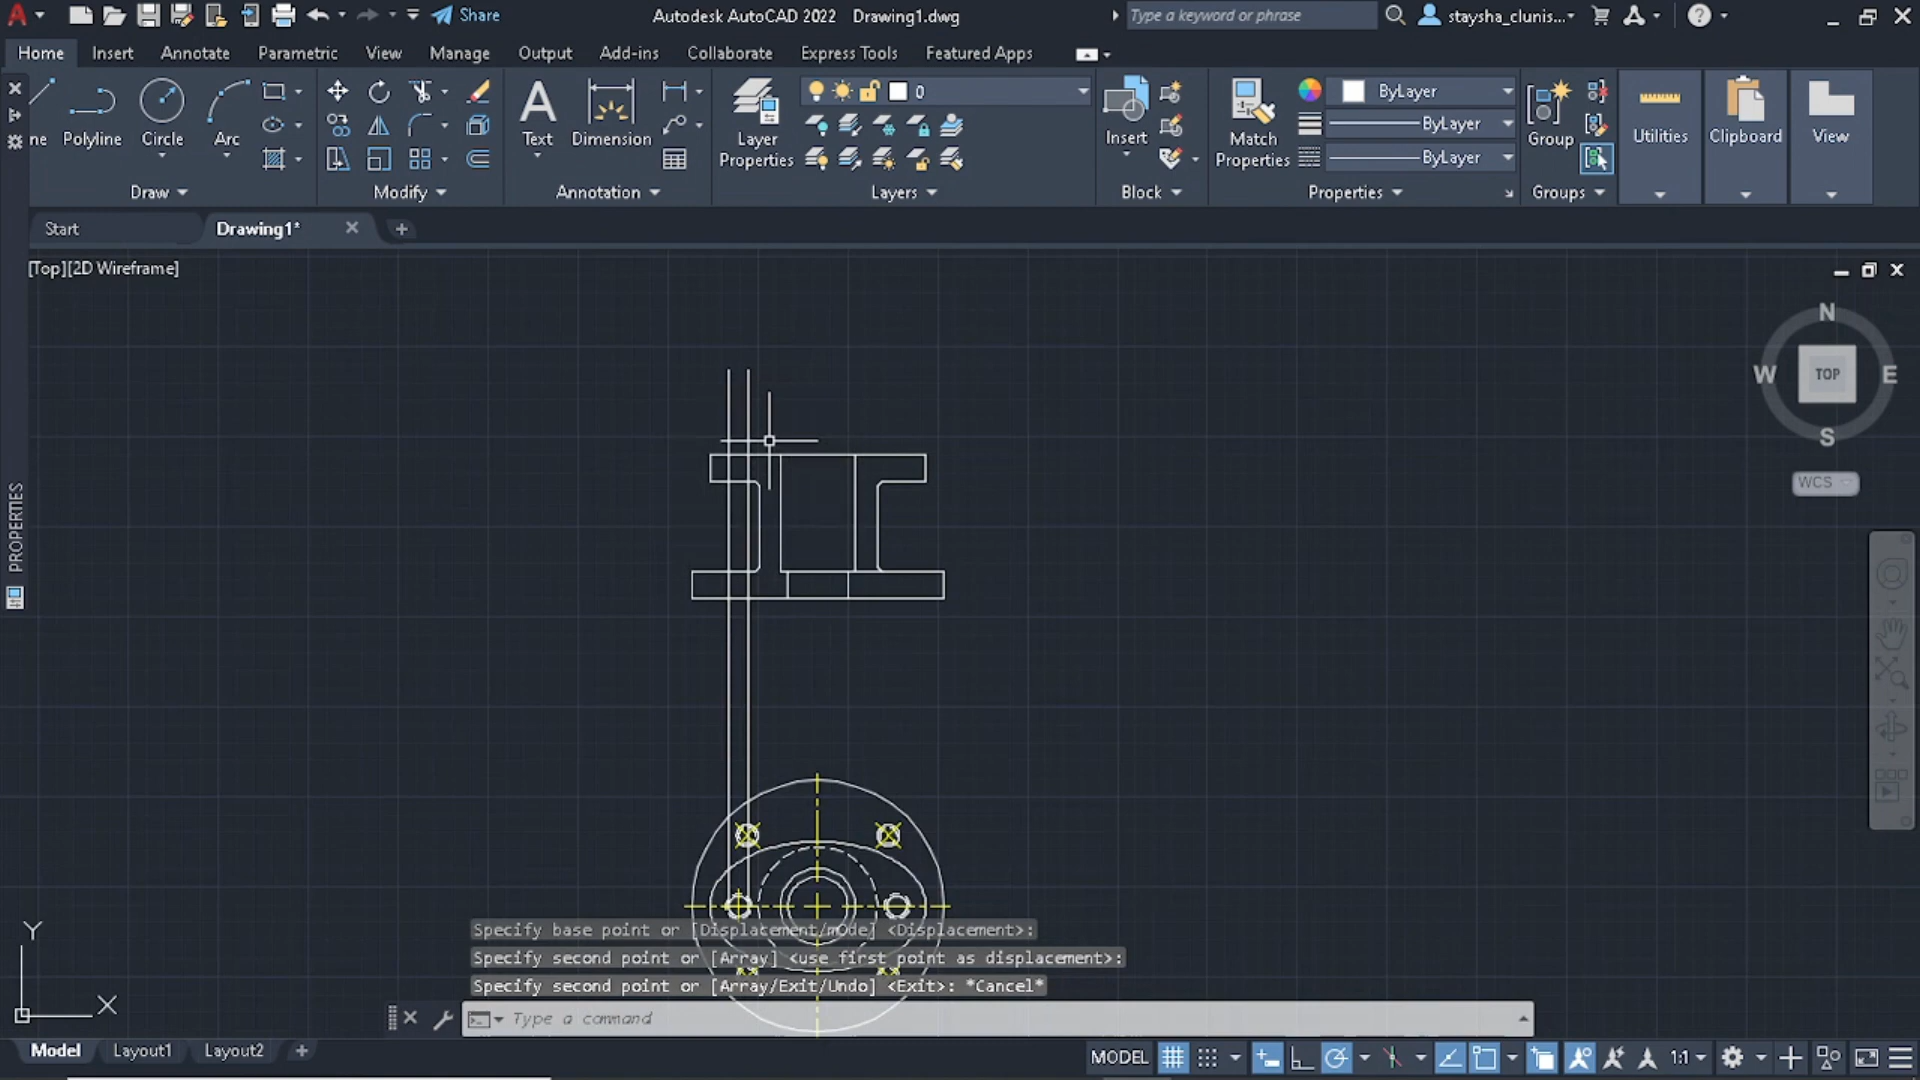 Share
Autodesk AutoCAD 2022 Drawing1.dwg
Type a keyword or phrase
staysha_clunis...
Home Insert Annotate Parametric View Manage Output Add-ins Collaborate Express Tools Featured Apps
ne Polyline Circle Arc
Text Dimension
Layer Properties
0
Insert
Match Properties
ByLayer
ByLayer
ByLayer
Group
Utilities
Clipboard
View
Draw Modify Annotation Layers Block Properties Groups
Start Drawing1*
[Top][2D Wireframe]
N
W TOP E
S
WCS
PROPERTIES
Y
X
Specify base point or [Displacement/mOde] <Displacement>:
Specify second point or [Array] <use first point as displacement>:
Specify second point or [Array/Exit/Undo] <Exit>: *Cancel*
Type a command
Model Layout1 Layout2
MODEL 1:1